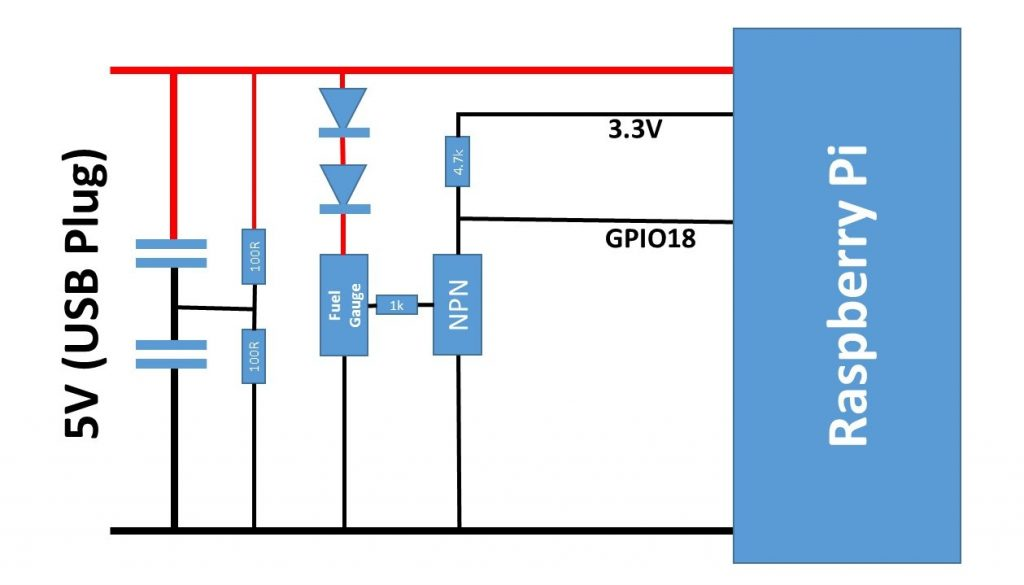 5V (USB Plug)
100R
100R
Fuel
Gauge
1k
4.7k
NPN
3.3V
GPIO18
Raspberry Pi